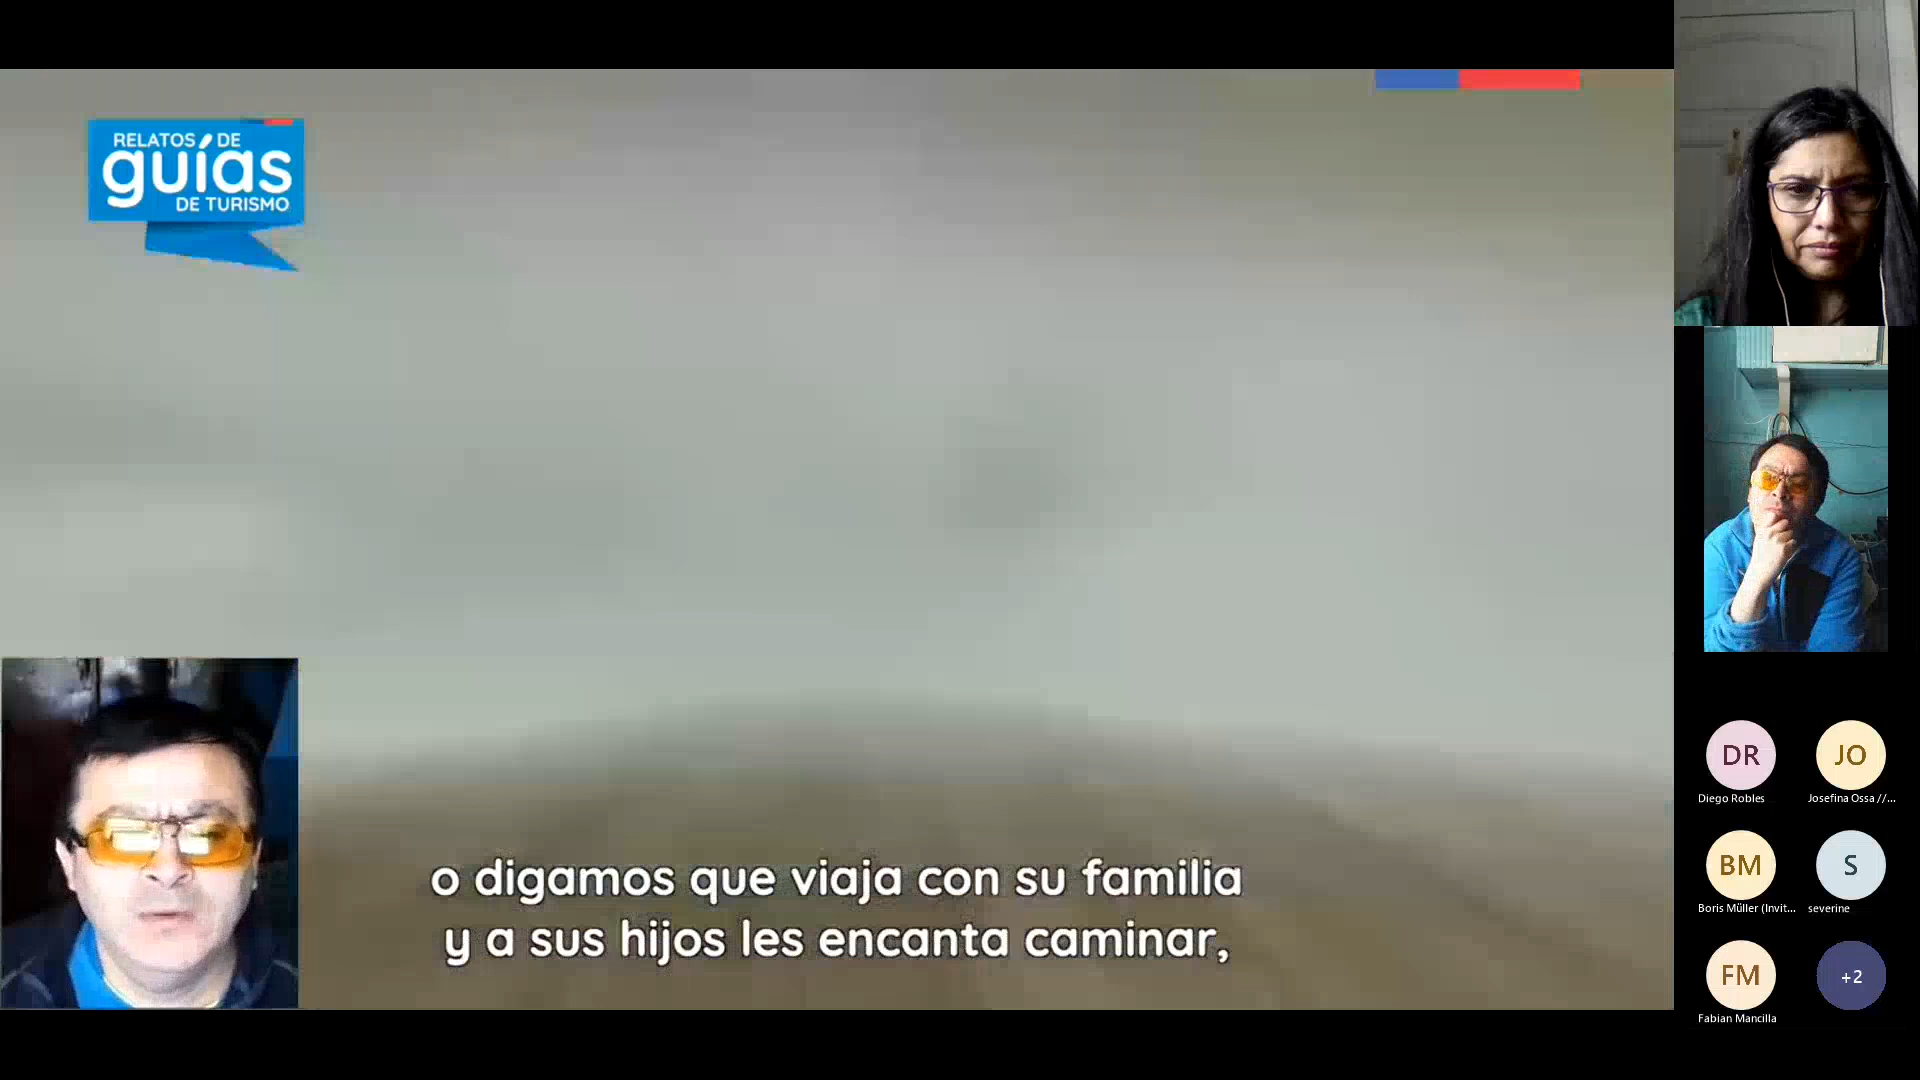 RELATOS DE
guías
DE TURISMO
o digamos que viaja con su familia
y a sus hijos les encanta caminar,
DR
JO
Diego Robles
Josefina Ossa //...
BM
S
Boris Müller (Invit...
severine
FM
+2
Fabian Mancilla